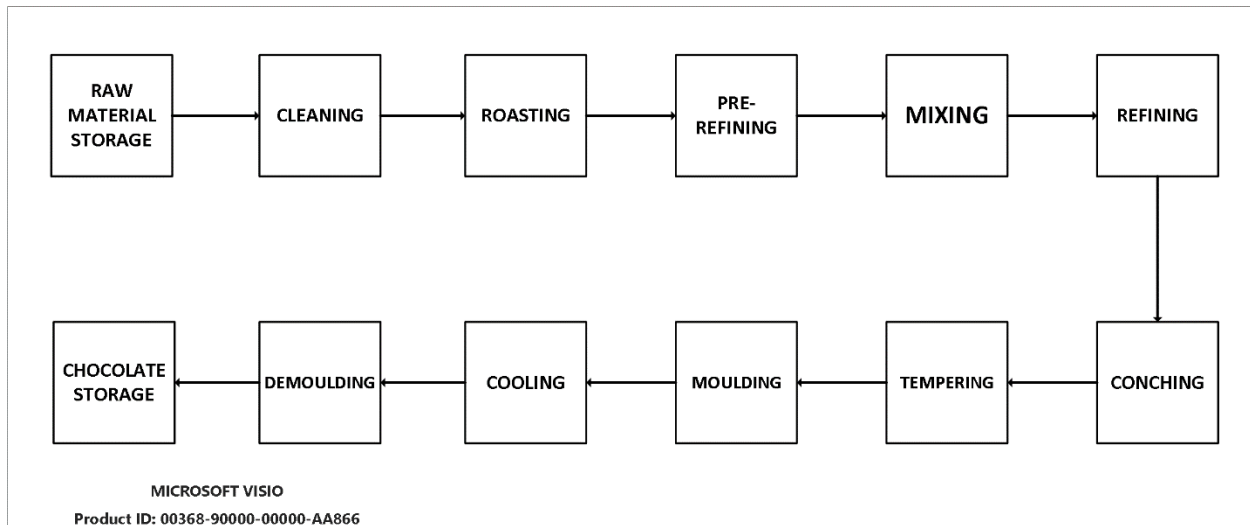 RAW
MATERIAL
STORAGE
CLEANING
ROASTING
PRE-
REFINING
MIXING
REFINING
CHOCOLATE
STORAGE
DEMOULDING
COOLING
MOULDING
TEMPERING
CONCHING
MICROSOFT VISIO
Product ID: 00368-90000-00000-AA866